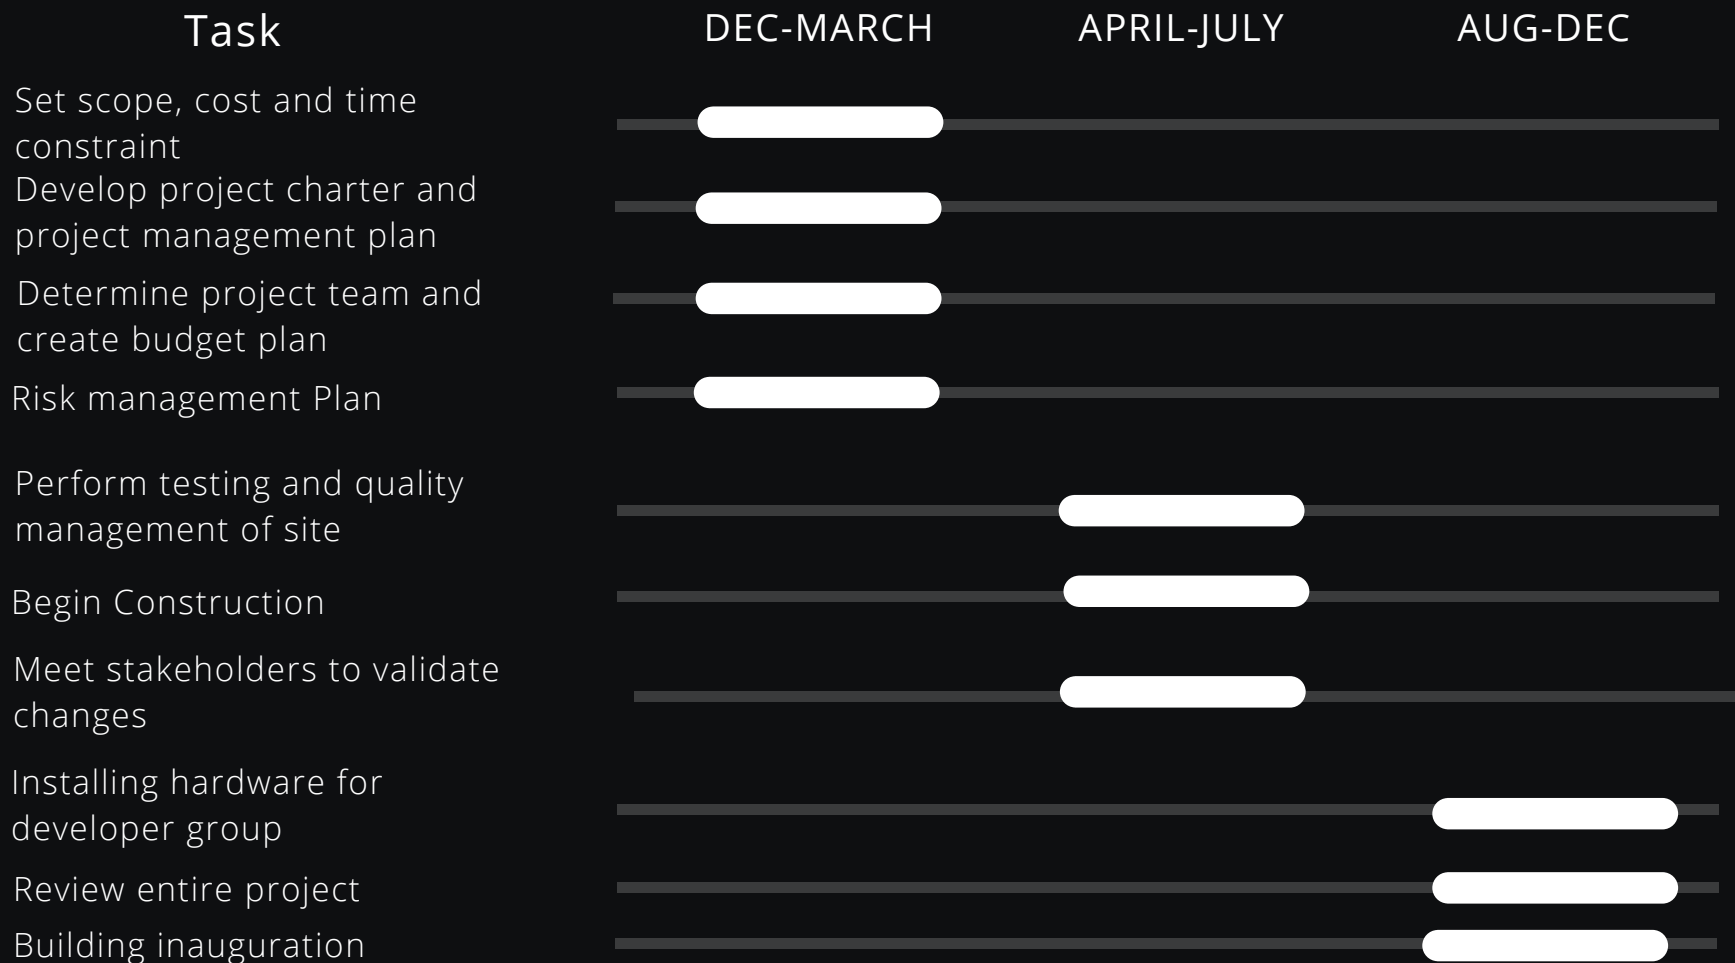 Task
DEC-MARCH
APRIL-JULY
AUG-DEC
Set scope, cost and time
constraint
Develop project charter and
project management plan
Determine project team and
create budget plan
Risk management Plan
Perform testing and quality
management of site
Begin Construction
Meet stakeholders to validate
changes
Installing hardware for
developer group
Review entire project
Building inauguration